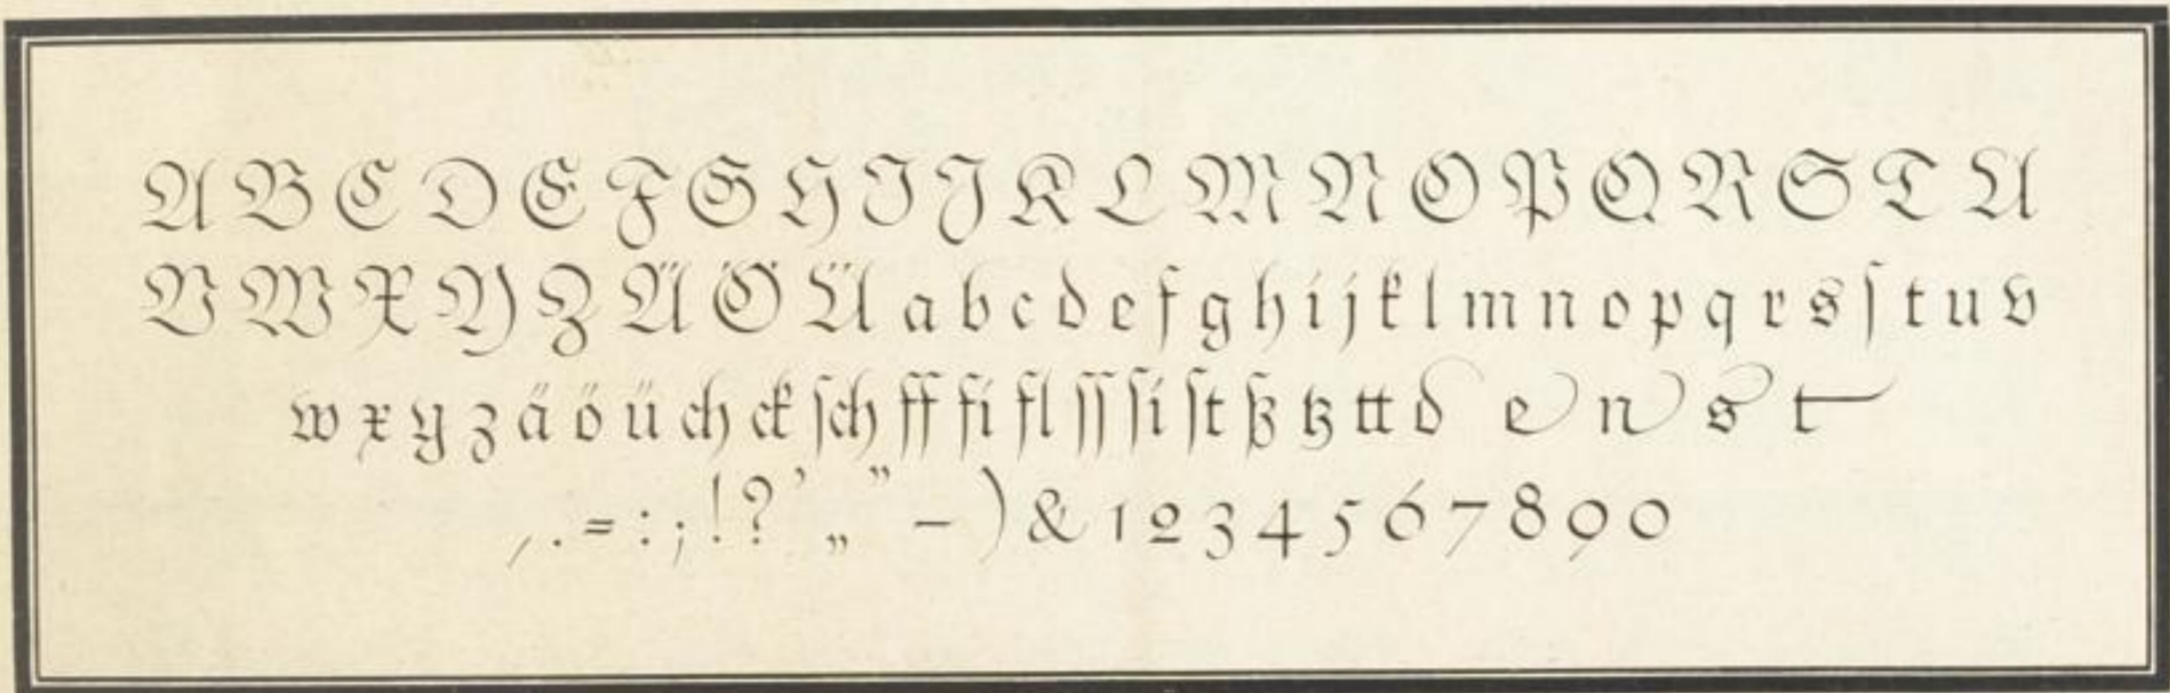 A B C D E F G H I J K L M N O P Q R S T U
V W X Y Z Ä Ö Ü a b c d e f g h i j k l m n o p q r s ſ t u v
w x y z ä ö ü ch ck ſch ff fi fl ſſ ſi ſt ß tz tt d e n s t
, . = : ; ! ? ’ „ ” – ) & 1 2 3 4 5 6 7 8 9 0